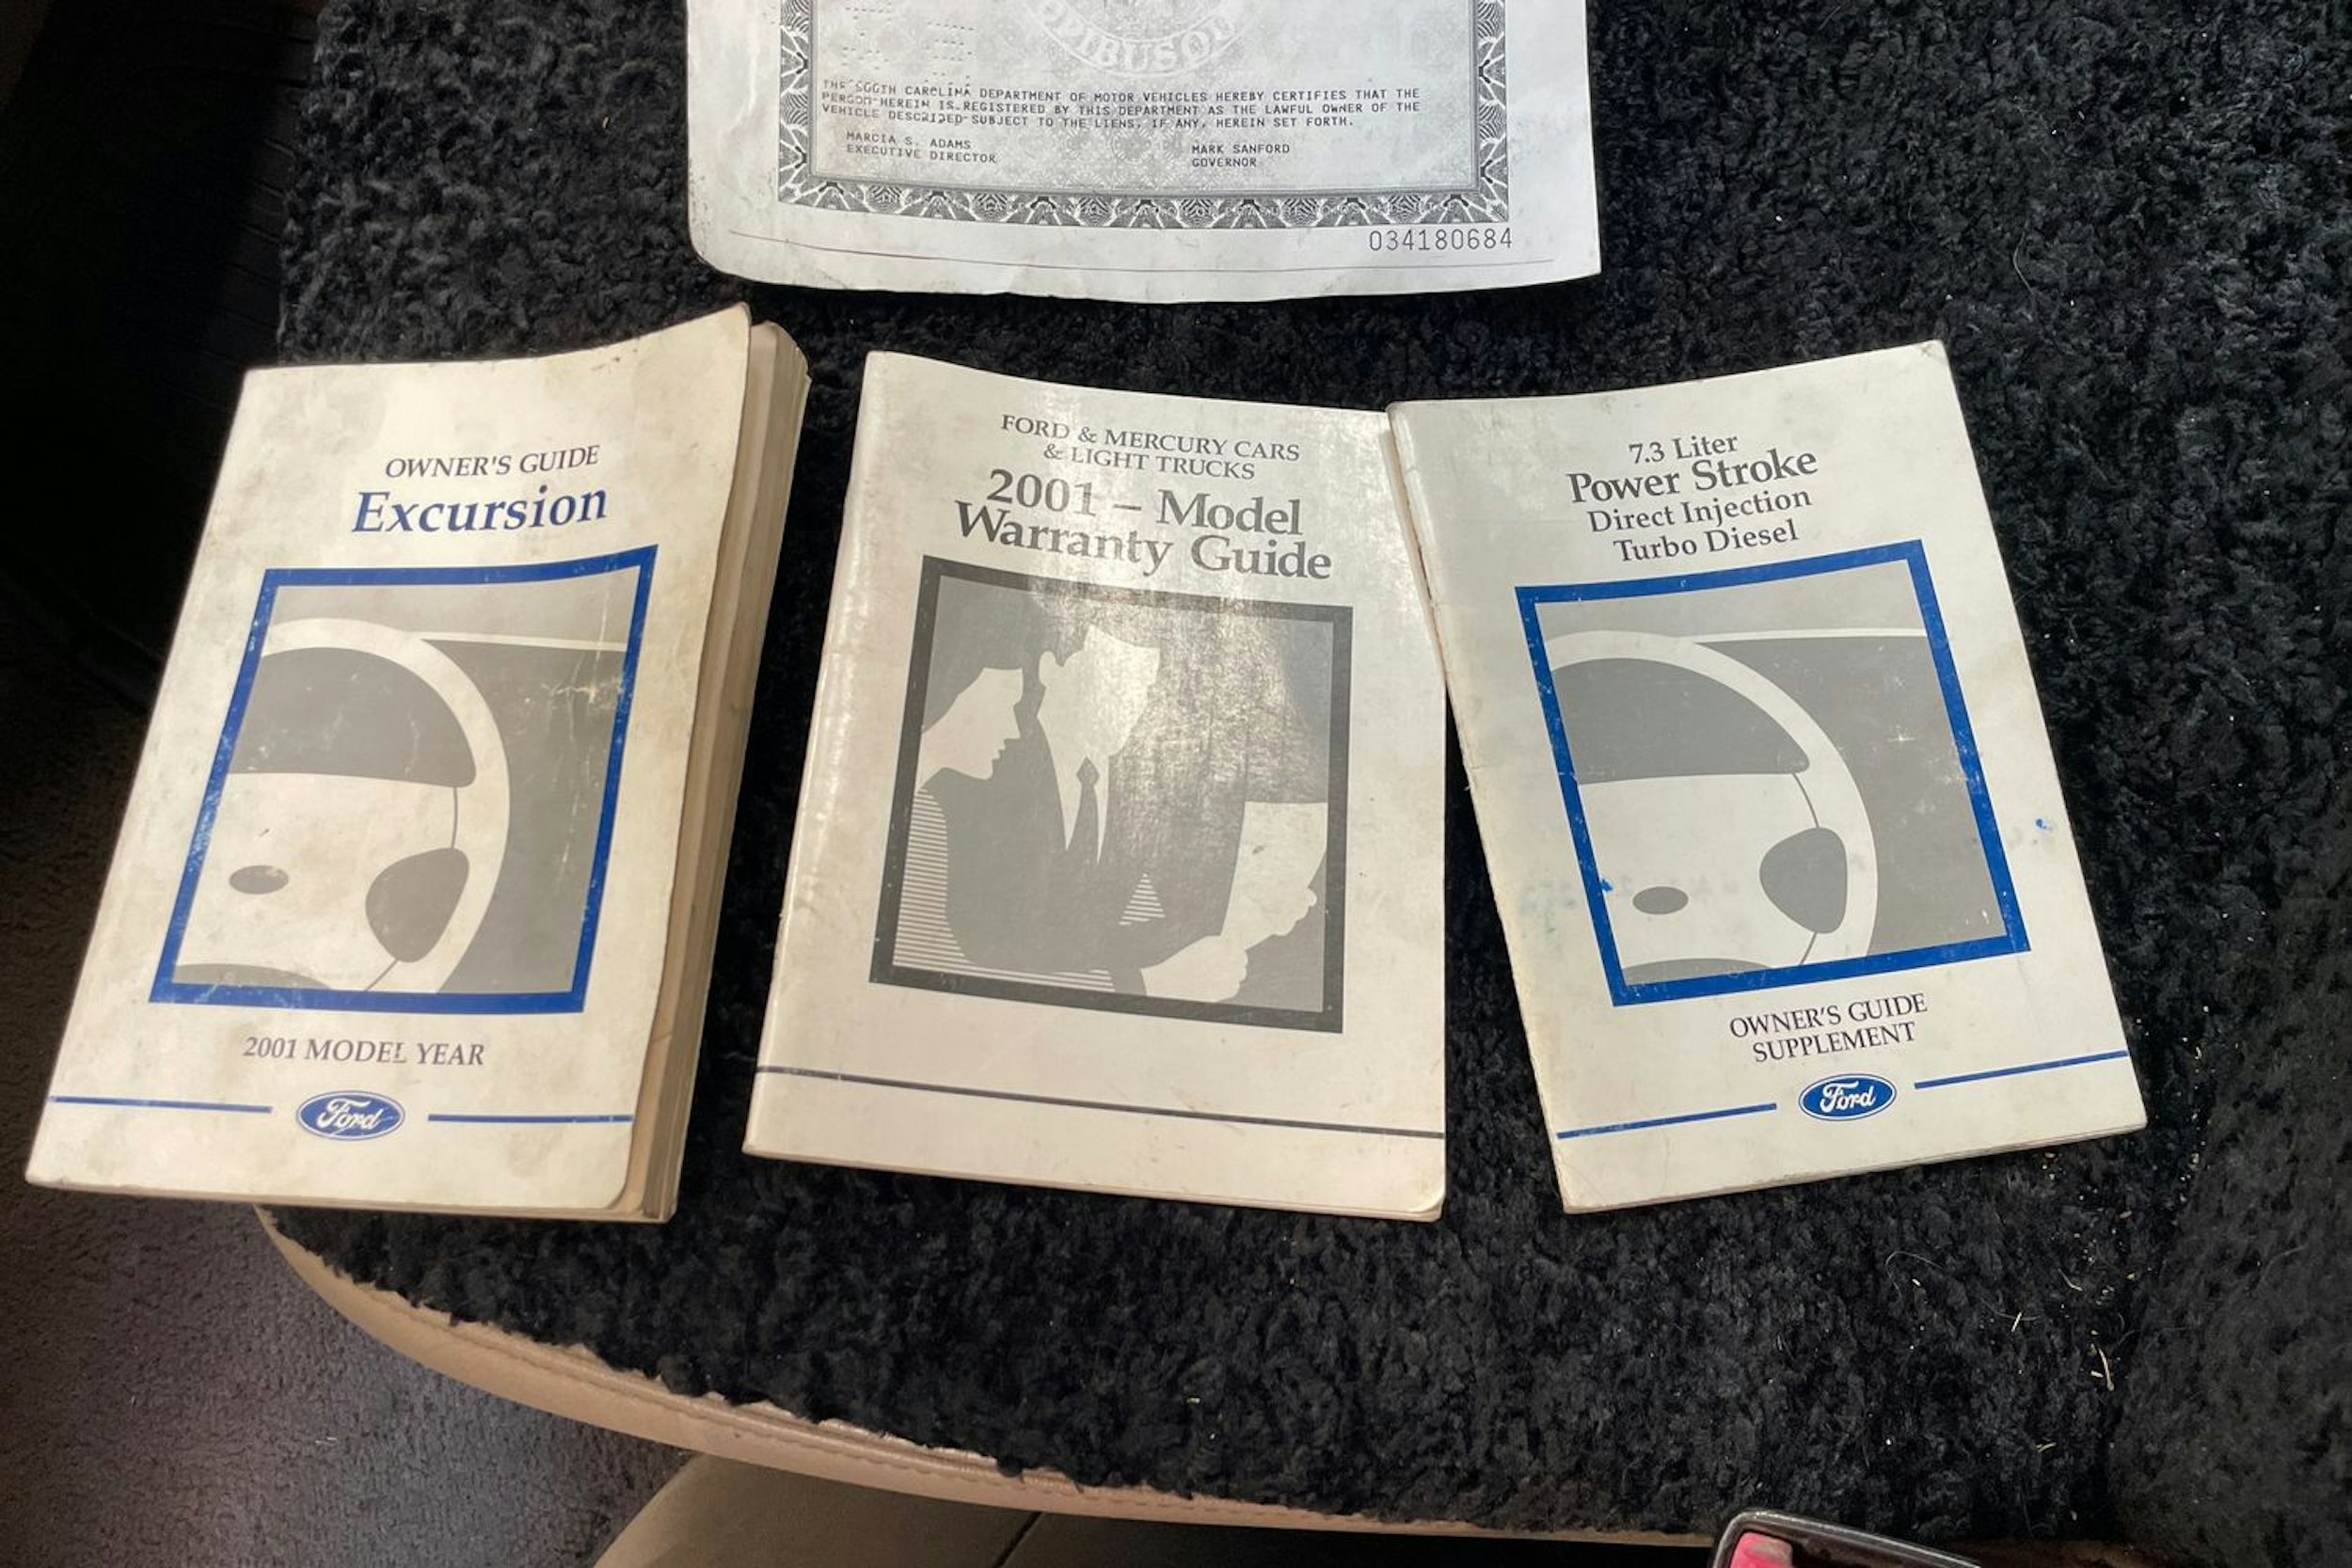 THE SOUTH CAROLINA DEPARTMENT OF MOTOR VEHICLES HEREBY CERTIFIES THAT THE
PERSON HEREIN IS REGISTERED BY THIS DEPARTMENT AS THE LAWFUL OWNER OF THE
VEHICLE DESCRIBED SUBJECT TO THE LIENS, IF ANY, HEREIN SET FORTH.
MARCIA S. ADAMS
EXECUTIVE DIRECTOR
MARK SANFORD
GOVERNOR
034180684
OWNER'S GUIDE
Excursion
2001 MODEL YEAR
Ford
FORD & MERCURY CARS
& LIGHT TRUCKS
2001 – Model
Warranty Guide
7.3 Liter
Power Stroke
Direct Injection
Turbo Diesel
OWNER'S GUIDE
SUPPLEMENT
Ford